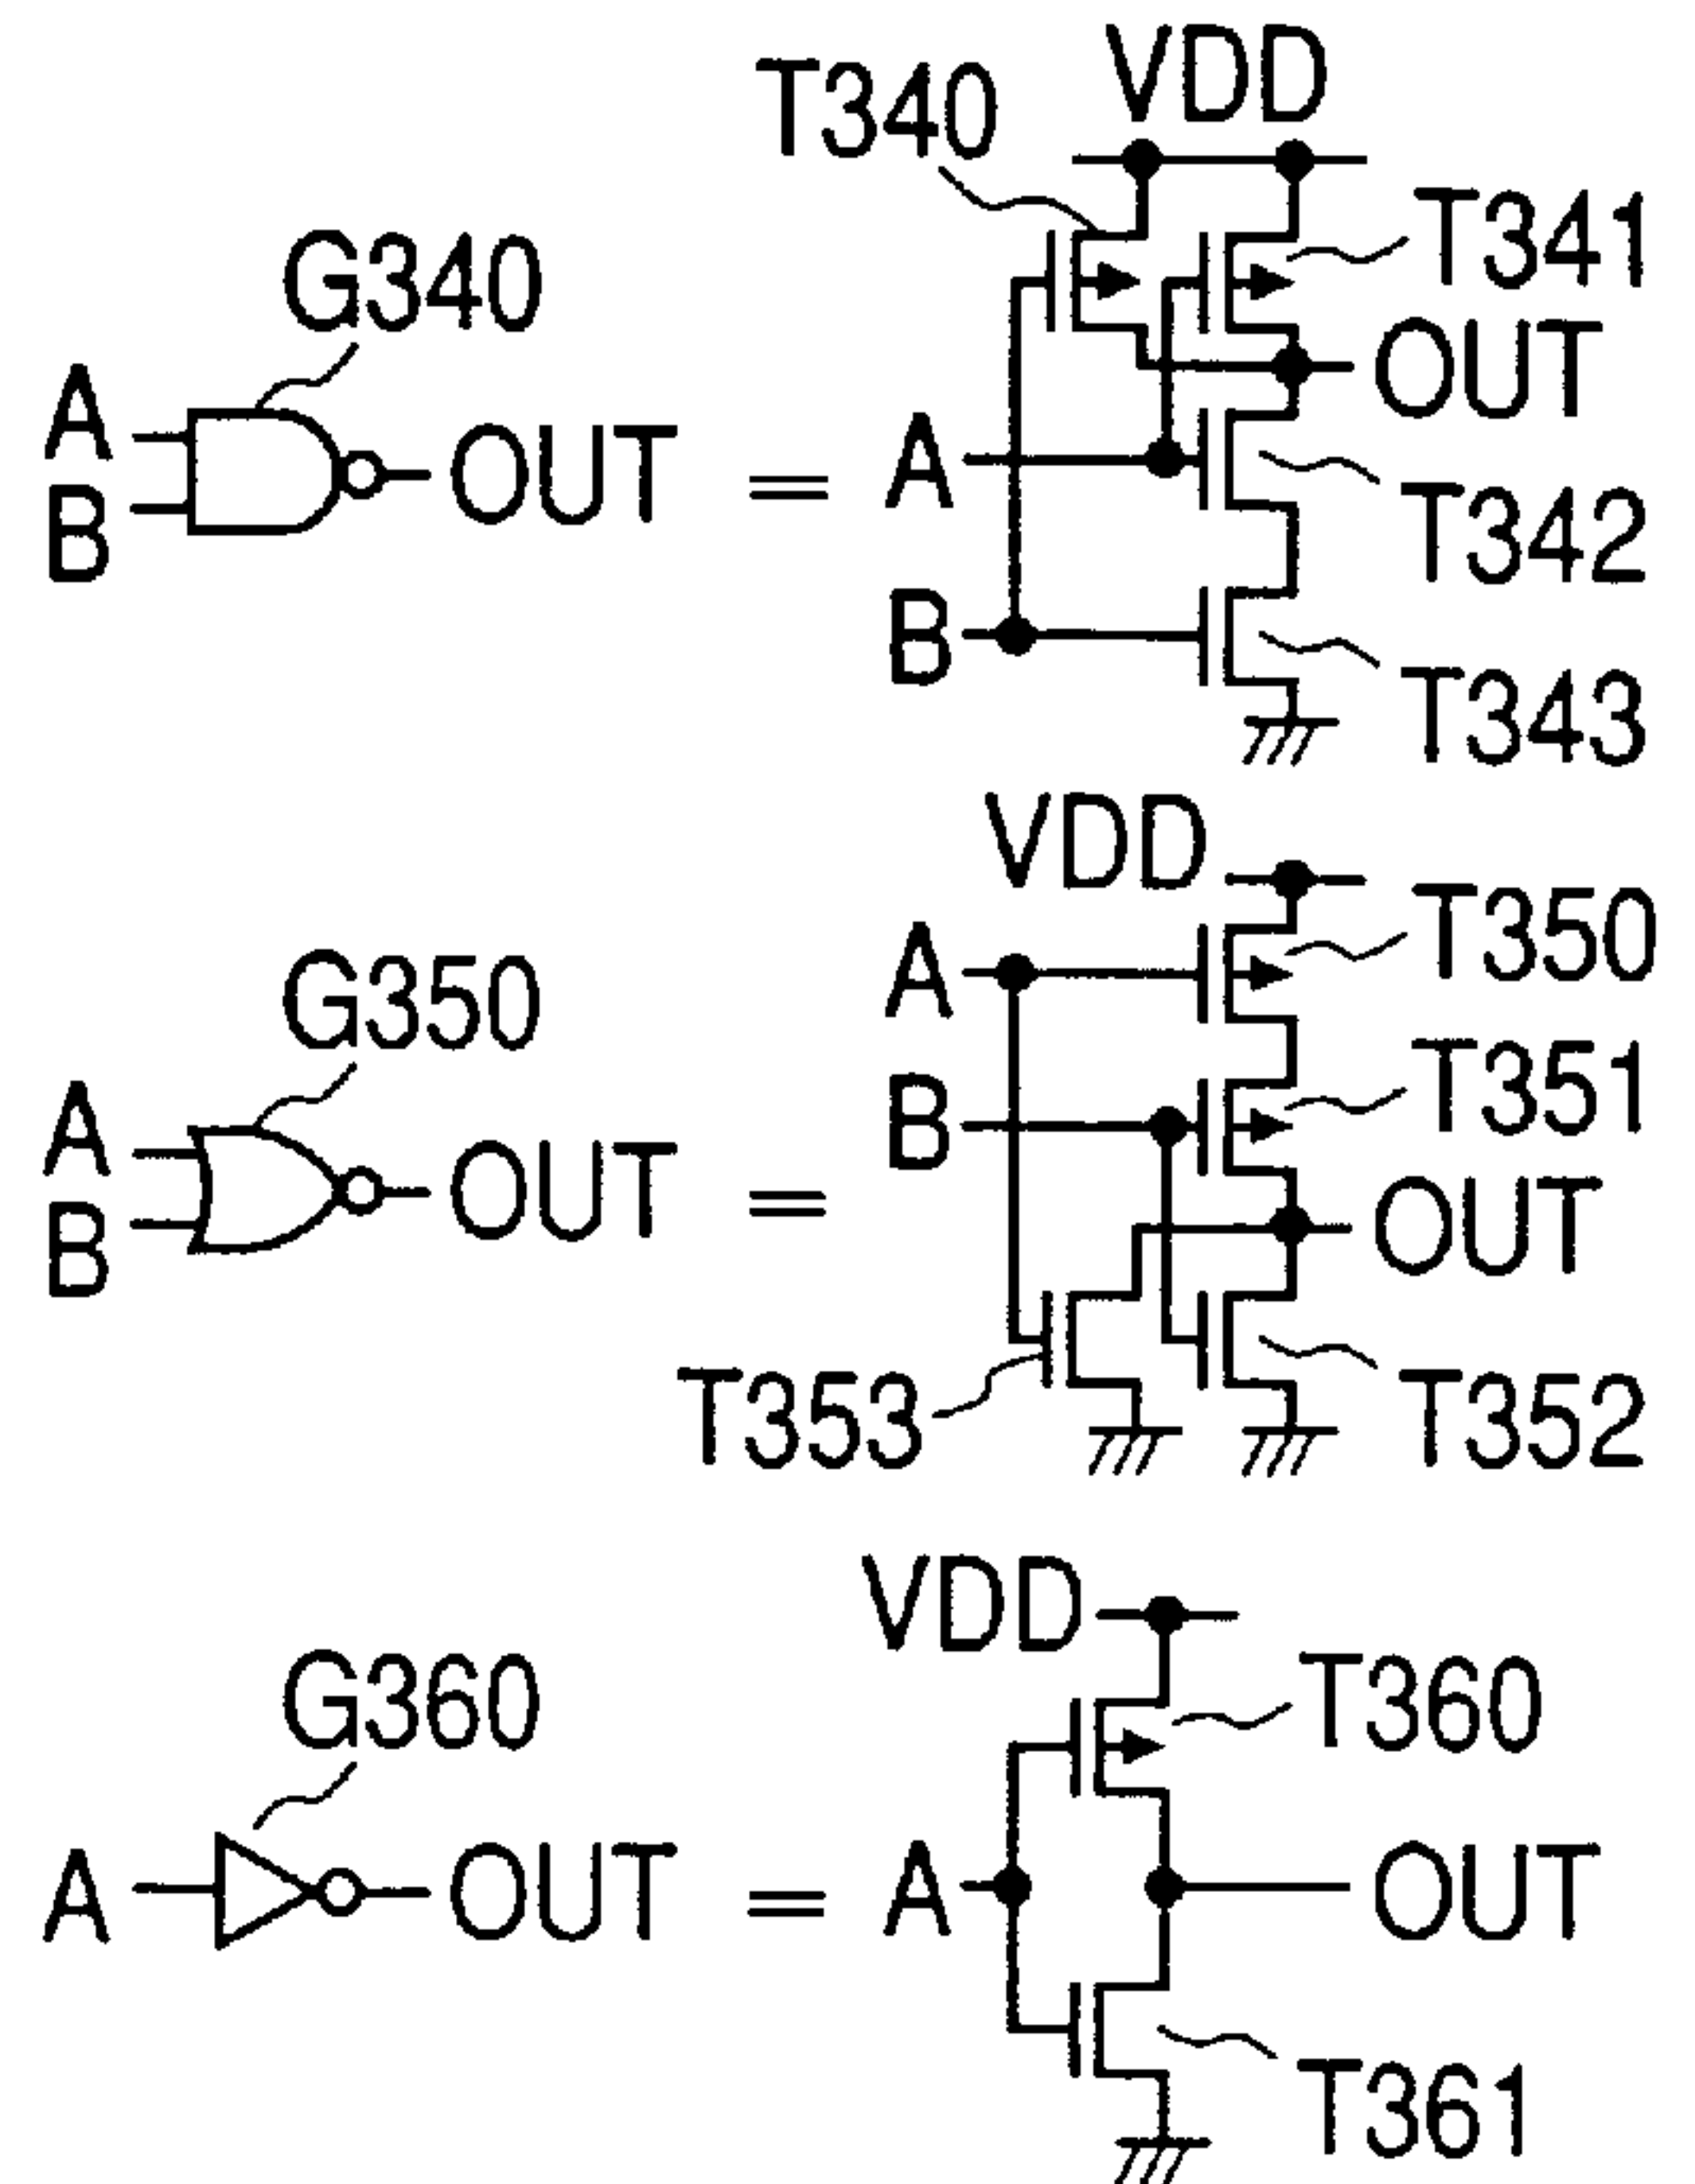 VDD
T340
T341
G340
OUT
A
B
OUT
=
A
T342
B
T343
VDD
T350
A
G350
T351
B
A
B
OUT
=
OUT
T353
T352
VDD
G360
T360
A
OUT
=
A
OUT
T361